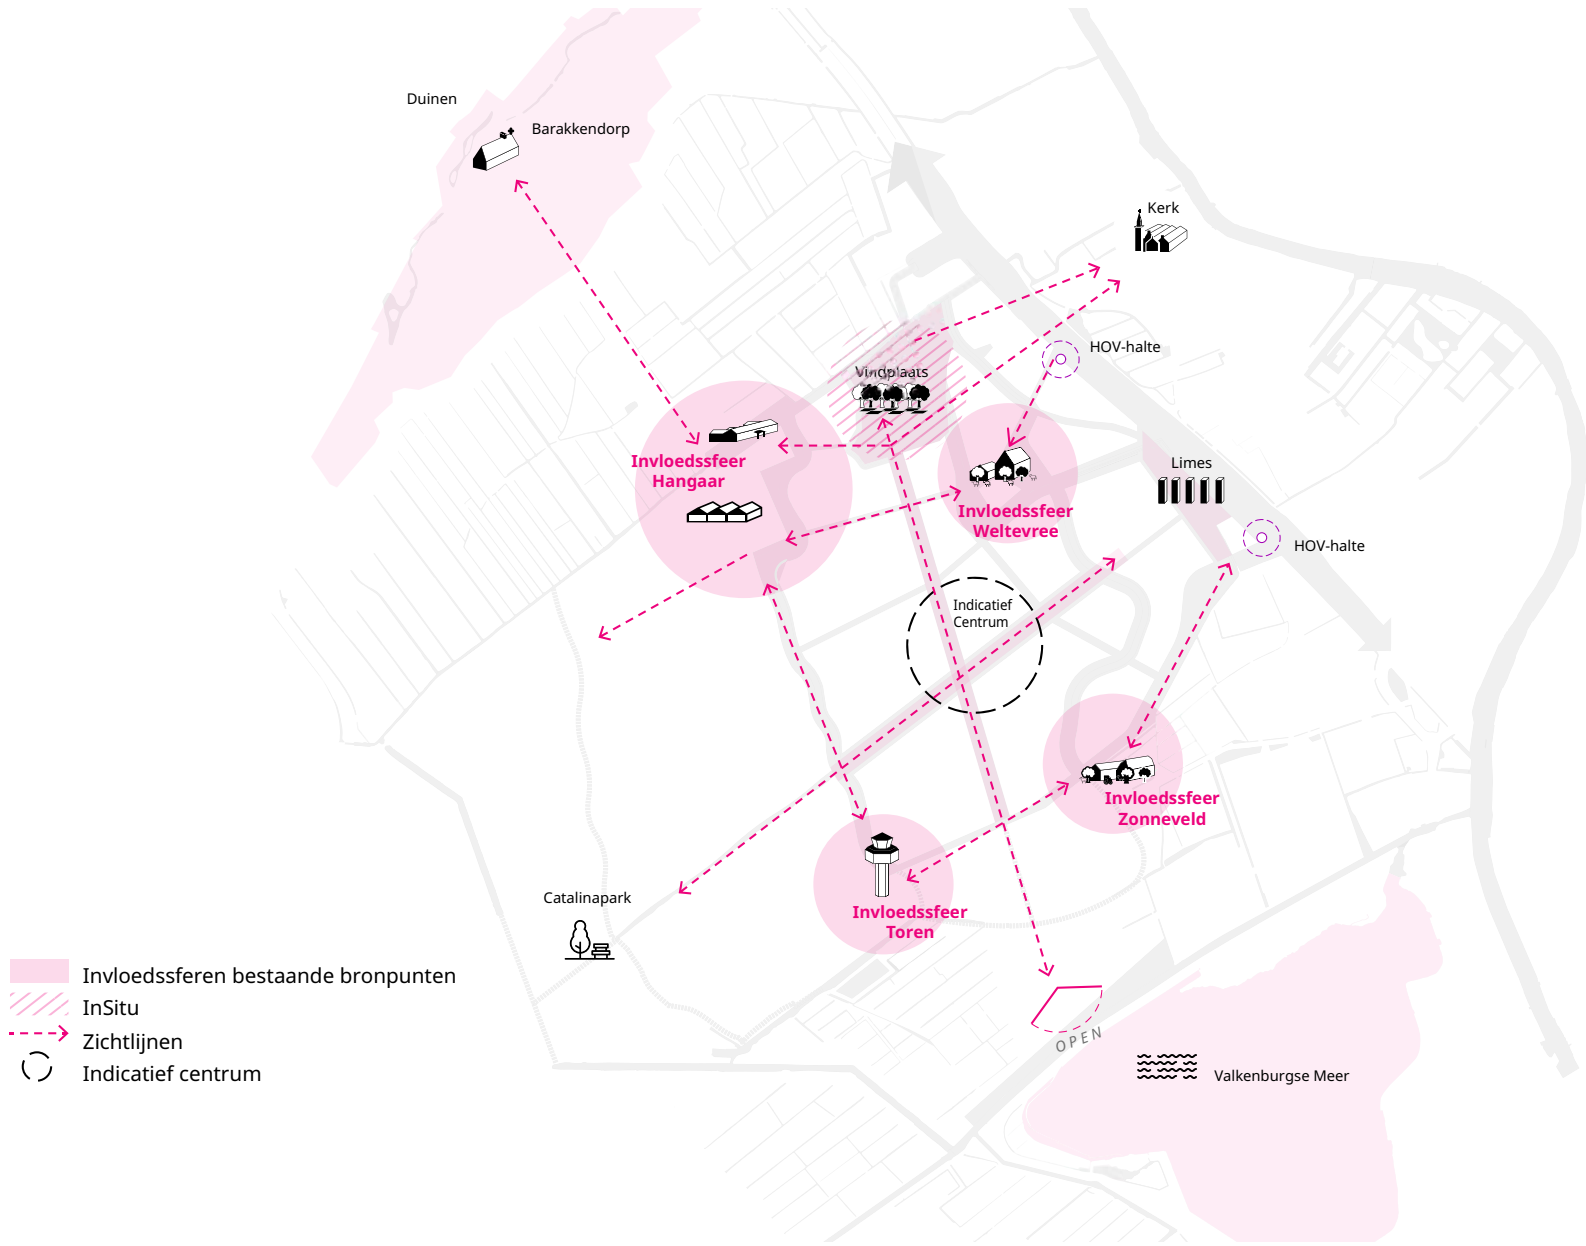 Duinen
Barakkendorp
Kerk
HOV-halte
Vindplaats
Invloedssfeer
Hangaar
Limes
Invloedssfeer
Weltevree
HOV-halte
Indicatief
Centrum
Invloedssfeer
Zonneveld
Catalinapark
Invloedssfeer
Toren
Invloedssferen bestaande bronpunten
InSitu
Zichtlijnen
Indicatief centrum
OPEN
Valkenburgse Meer